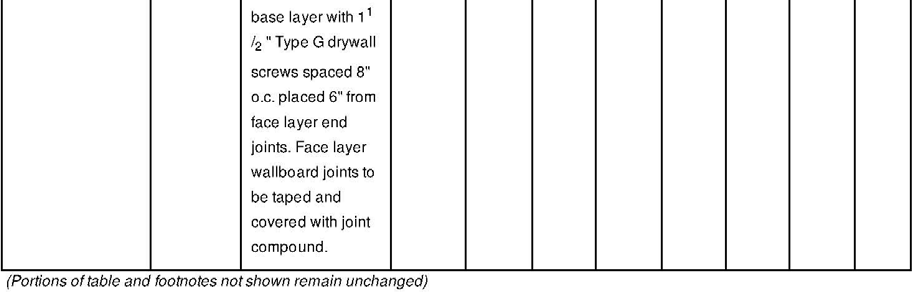 base layer with 1 1
/2 " Type G drywall
screws spaced 8"
o.c. placed 6" from
face layer end
joints. Face layer
wallboard joints to
be taped and
covered with joint
compound.
(Portions of table and footnotes not shown remain unchanged)